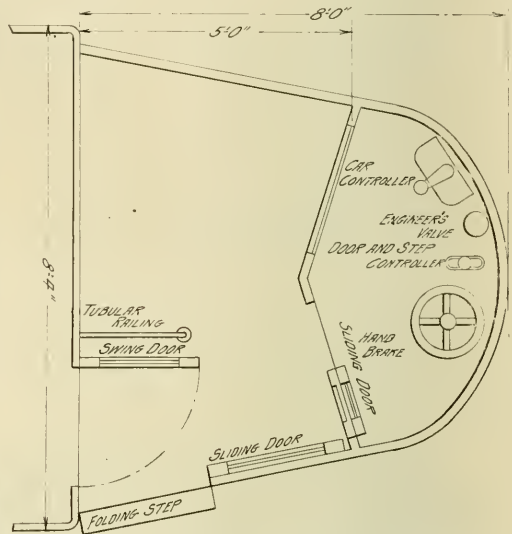 8'-0"
5'-0"
CAR
CONTROLLER
ENGINEER'S
VALVE
DOOR AND STEP
CONTROLLER
8'-4"
TUBULAR
RAILING
SWING DOOR
HAND
BRAKE
SLIDING DOOR
SLIDING DOOR
FOLDING STEP